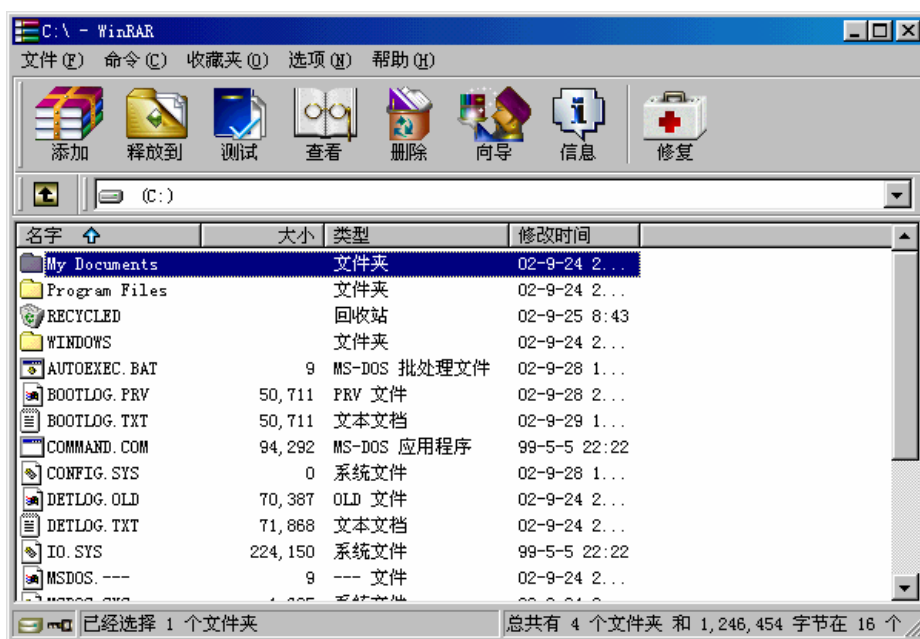 C:\ - WinRAR
文件(F) 命令(C) 收藏夹(O) 选项(N) 帮助(H)
添加 释放到 测试 查看 删除 向导 信息 修复
(C:)
名字 大小 类型 修改时间
My Documents 文件夹 02-9-24 2...
Program Files 文件夹 02-9-24 2...
RECYCLED 回收站 02-9-25 8:43
WINDOWS 文件夹 02-9-24 2...
AUTOEXEC.BAT 9 MS-DOS 批处理文件 02-9-28 1...
BOOTLOG.PRV 50,711 PRV 文件 02-9-28 2...
BOOTLOG.TXT 50,711 文本文档 02-9-29 1...
COMMAND.COM 94,292 MS-DOS 应用程序 99-5-5 22:22
CONFIG.SYS 0 系统文件 02-9-28 1...
DETLOG.OLD 70,387 OLD 文件 02-9-24 2...
DETLOG.TXT 71,868 文本文档 02-9-24 2...
IO.SYS 224,150 系统文件 99-5-5 22:22
MSDOS.--- 9 --- 文件 02-9-24 2...
已经选择 1 个文件夹 总共有 4 个文件夹 和 1,246,454 字节在 16 个